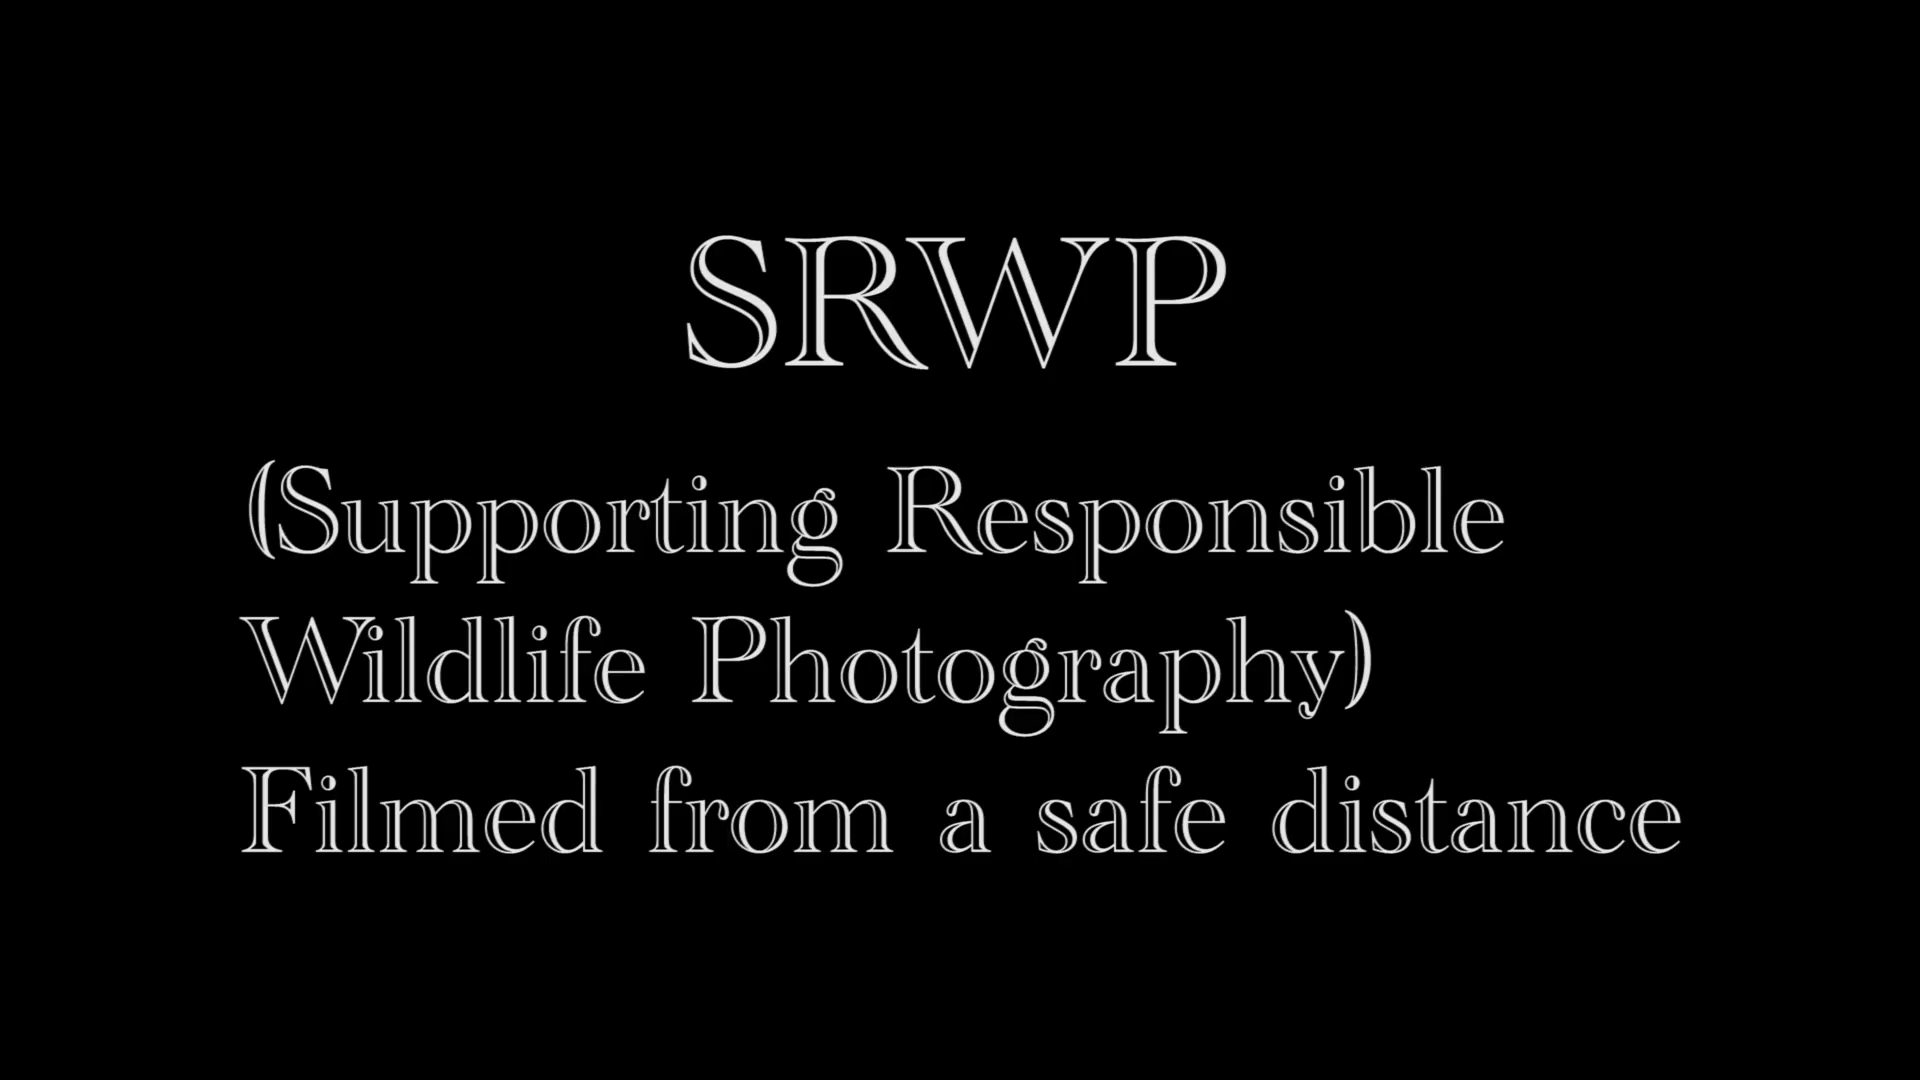 SRWP
(Supporting Responsible
Wildlife Photography)
Filmed from a safe distance